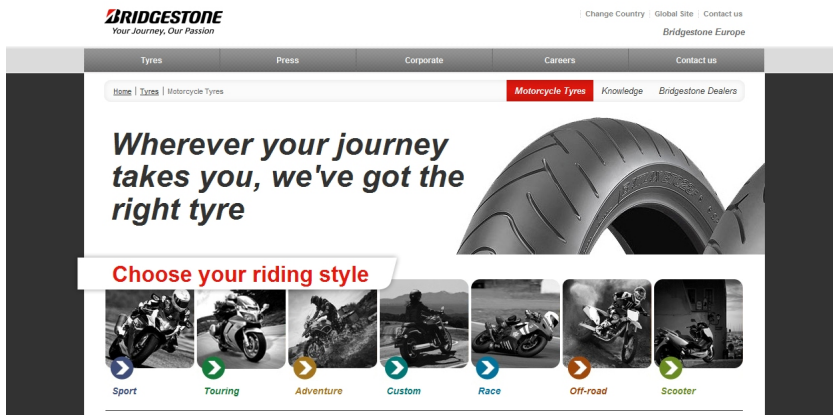 BRIDGESTONE
Your Journey, Our Passion
Change Country Global Site Contact us
Bridgestone Europe
Tyres Press Corporate Careers Contact us
Home | Tyres | Motorcycle Tyres
Motorcycle Tyres Knowledge Bridgestone Dealers
Wherever your journey
takes you, we've got the
right tyre
Choose your riding style
Sport Touring Adventure Custom Race Off-road Scooter